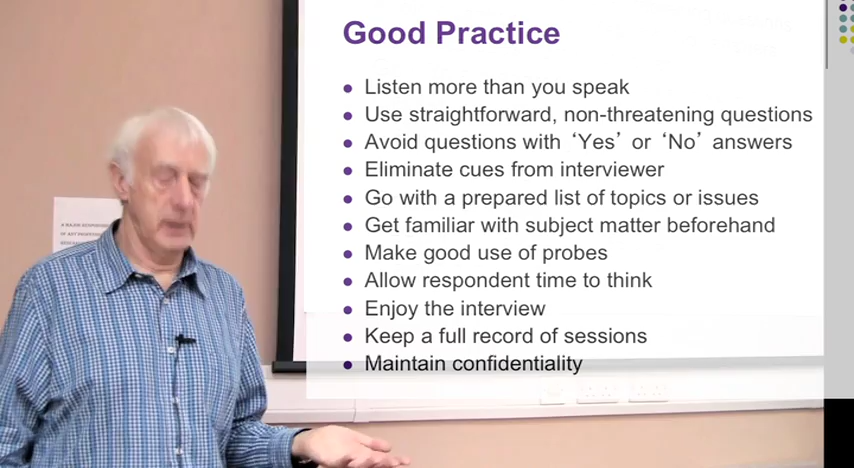 Good Practice
Listen more than you speak
Use straightforward, non-threatening questions
Avoid questions with ‘Yes’ or ‘No’ answers
Eliminate cues from interviewer
Go with a prepared list of topics or issues
Get familiar with subject matter beforehand
Make good use of probes
Allow respondent time to think
Enjoy the interview
Keep a full record of sessions
Maintain confidentiality
A MAJOR
OF ANY